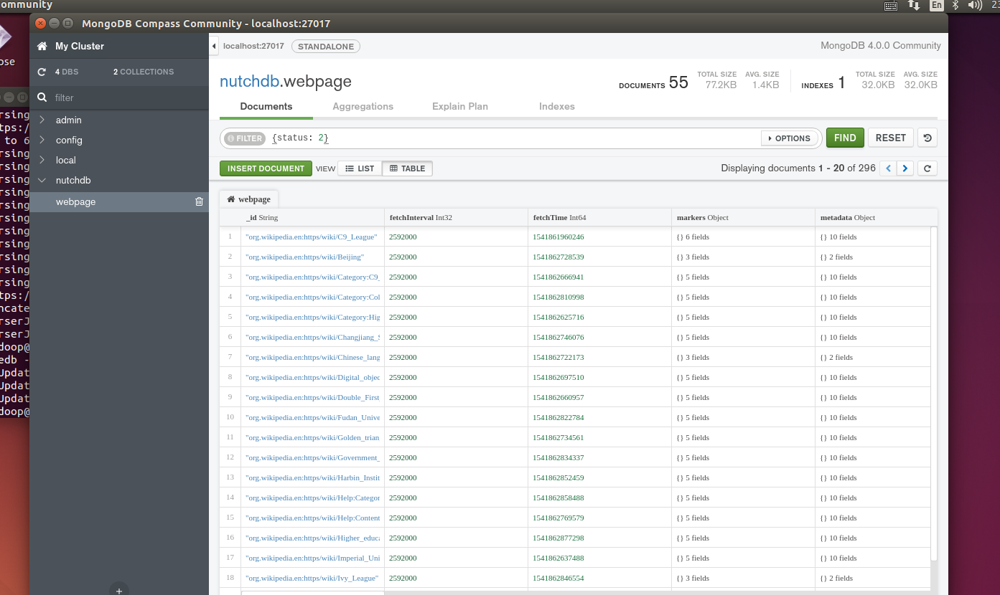 ommunity
En
23
MongoDB Compass Community - localhost:27017
ose
My Cluster
4 DBS
2 COLLECTIONS
filter
admin
config
local
nutchdb
webpage
rsing
tps:/
to 6
rsing
rsing
rsing
rsing
rsing
rsing
rsing
rsing
rsing
rsing
rsing
tps:/
ncate
rserJ
rserJ
doop@
edb -
Updat
Updat
Updat
doop@
localhost:27017
STANDALONE
MongoDB 4.0.0 Community
nutchdb.webpage
DOCUMENTS 55
TOTAL SIZE 77.2KB
AVG. SIZE 1.4KB
INDEXES 1
TOTAL SIZE 32.0KB
AVG. SIZE 32.0KB
Documents Aggregations Explain Plan Indexes
FILTER {status: 2} OPTIONS FIND RESET
INSERT DOCUMENT VIEW LIST TABLE Displaying documents 1 - 20 of 296
webpage
_id String fetchInterval Int32 fetchTime Int64 markers Object metadata Object
1 "org.wikipedia.en:https/wiki/C9_League" 2592000 1541861960246 {} 6 fields {} 10 fields
2 "org.wikipedia.en:https/wiki/Beijing" 2592000 1541862728539 {} 3 fields {} 2 fields
3 "org.wikipedia.en:https/wiki/Category:C9_ 2592000 1541862666941 {} 5 fields {} 10 fields
4 "org.wikipedia.en:https/wiki/Category:Col 2592000 1541862810998 {} 5 fields {} 10 fields
5 "org.wikipedia.en:https/wiki/Category:Hig 2592000 1541862625716 {} 5 fields {} 10 fields
6 "org.wikipedia.en:https/wiki/Changjiang_S 2592000 1541862746076 {} 5 fields {} 10 fields
7 "org.wikipedia.en:https/wiki/Chinese_lang 2592000 1541862722173 {} 3 fields {} 2 fields
8 "org.wikipedia.en:https/wiki/Digital_objec 2592000 1541862697510 {} 5 fields {} 10 fields
9 "org.wikipedia.en:https/wiki/Double_First_ 2592000 1541862660957 {} 5 fields {} 10 fields
10 "org.wikipedia.en:https/wiki/Fudan_Unive 2592000 1541862822784 {} 5 fields {} 10 fields
11 "org.wikipedia.en:https/wiki/Golden_trian 2592000 1541862734561 {} 5 fields {} 10 fields
12 "org.wikipedia.en:https/wiki/Government_ 2592000 1541862834337 {} 5 fields {} 10 fields
13 "org.wikipedia.en:https/wiki/Harbin_Instit 2592000 1541862852459 {} 5 fields {} 10 fields
14 "org.wikipedia.en:https/wiki/Help:Categor 2592000 1541862858488 {} 5 fields {} 10 fields
15 "org.wikipedia.en:https/wiki/Help:Content 2592000 1541862769579 {} 5 fields {} 10 fields
16 "org.wikipedia.en:https/wiki/Higher_educa 2592000 1541862877298 {} 5 fields {} 10 fields
17 "org.wikipedia.en:https/wiki/Imperial_Uni 2592000 1541862637488 {} 5 fields {} 10 fields
18 "org.wikipedia.en:https/wiki/Ivy_League" 2592000 1541862846554 {} 3 fields {} 2 fields